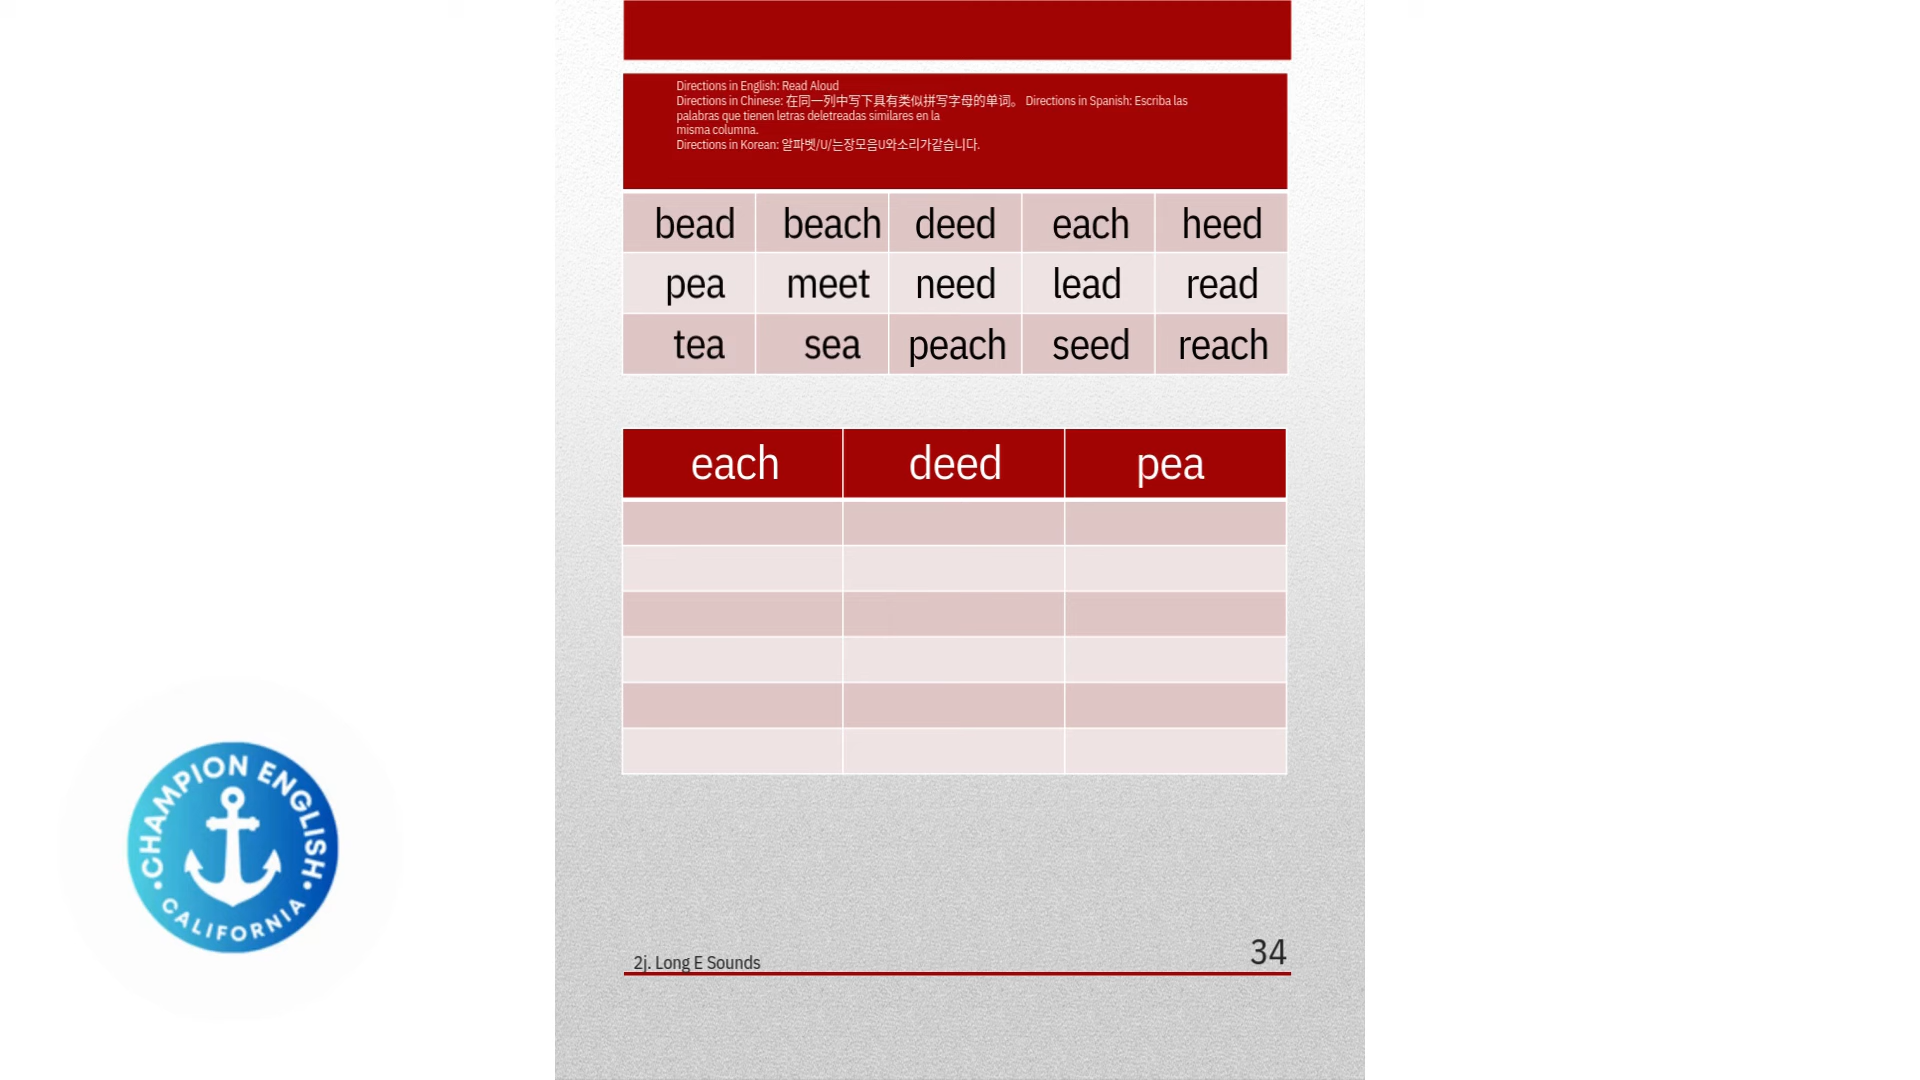 Directions in English: Read Aloud
Directions in Chinese: 在同一列中写下具有类似拼写字母的单词。 Directions in Spanish: Escriba las
palabras que tienen letras deletreadas similares en la
misma columna.
Directions in Korean: 알파벳/U/는장모음U와소리가같습니다.
bead beach deed each heed
pea meet need lead read
tea sea peach seed reach
each deed pea
CHAMPION ENGLISH
CALIFORNIA
2j. Long E Sounds
34